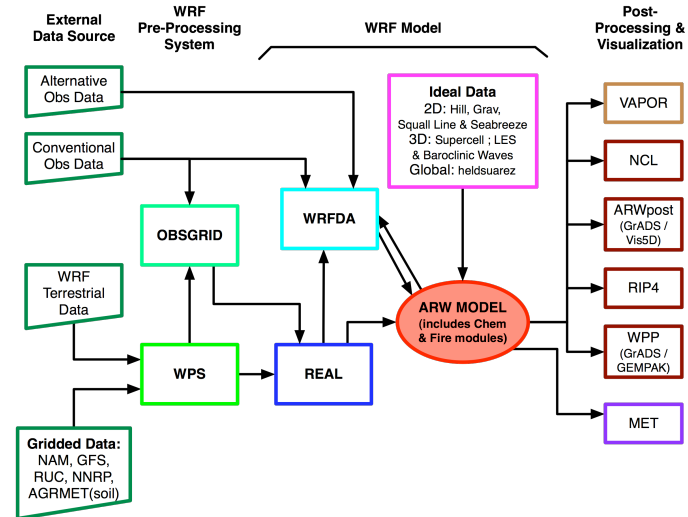 External
Data Source
WRF
Pre-Processing
System
WRF Model
Post-
Processing &
Visualization
Alternative
Obs Data
Conventional
Obs Data
WRF
Terrestrial
Data
Gridded Data:
NAM, GFS,
RUC, NNRP,
AGRMET(soil)
OBSGRID
WPS
WRFDA
REAL
Ideal Data
2D: Hill, Grav,
Squall Line & Seabreeze
3D: Supercell ; LES
& Baroclinic Waves
Global: heldsuarez
ARW MODEL
(includes Chem
& Fire modules)
VAPOR
NCL
ARWpost
(GrADS /
Vis5D)
RIP4
WPP
(GrADS /
GEMPAK)
MET